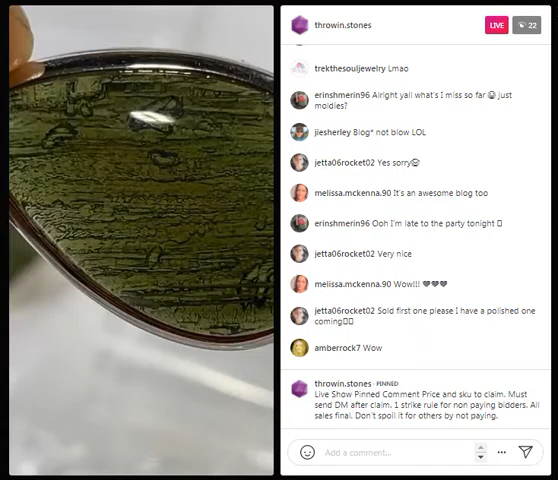 throwin.stones
LIVE
22
trekthesouljewelry Lmao
erinshmerin96 Alright yall what's I miss so far 😂 just
moldies?
jiesherley Blog* not blow LOL
jetta06rocket02 Yes sorry😂
melissa.mckenna.90 It's an awesome blog too
erinshmerin96 Ooh I'm late to the party tonight
jetta06rocket02 Very nice
melissa.mckenna.90 Wow!!! ♥♥♥
jetta06rocket02 Sold first one please I have a polished one
coming
amberrock7 Wow
throwin.stones · PINNED
Live Show Pinned Comment Price and sku to claim. Must
send DM after claim. 1 strike rule for non paying bidders. All
sales final. Don't spoil it for others by not paying.
Add a comment...